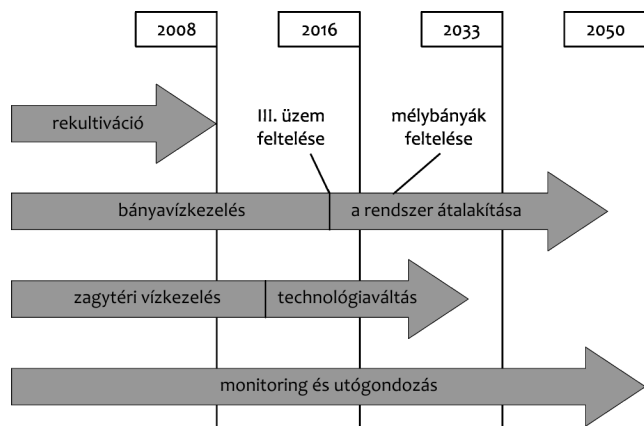 2008
2016
2033
2050
rekultiváció
III. üzem
feltelése
mélybányák
feltelése
bányavízkezelés
a rendszer átalakítása
zagytéri vízkezelés
technológiaváltás
monitoring és utógondozás